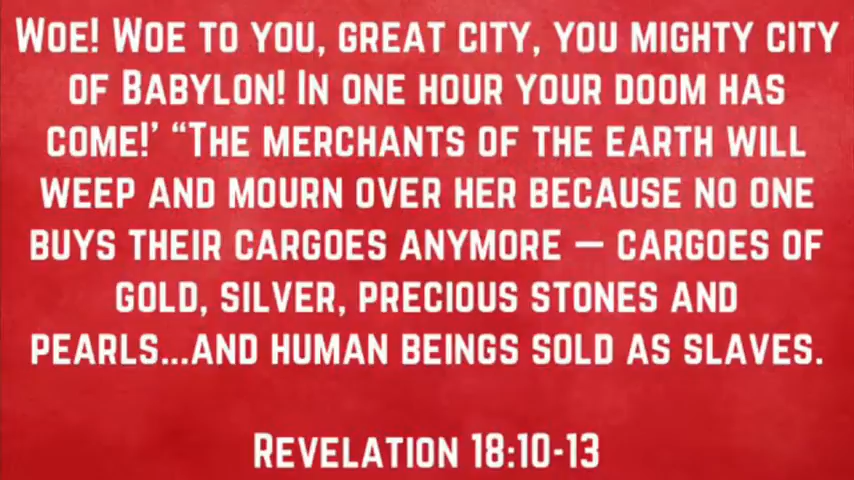 Woe! Woe to you, great city, you mighty city
of Babylon! In one hour your doom has
come!’ “The merchants of the earth will
weep and mourn over her because no one
buys their cargoes anymore — cargoes of
gold, silver, precious stones and
pearls...and human beings sold as slaves.
Revelation 18:10-13